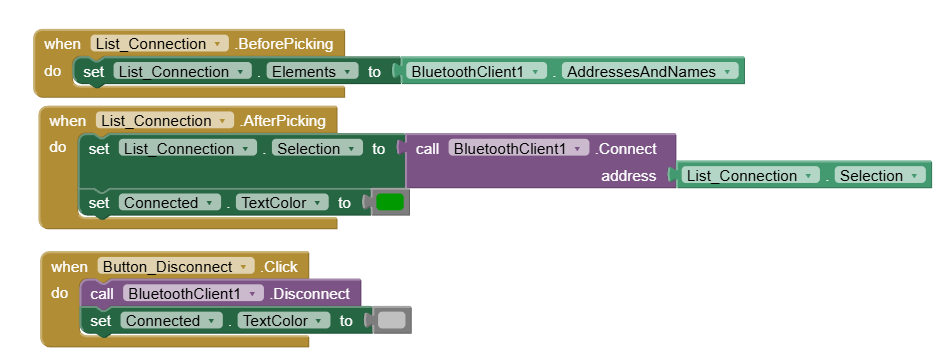 when List_Connection .BeforePicking
do set List_Connection . Elements to BluetoothClient1 . AddressesAndNames
when List_Connection .AfterPicking
do set List_Connection . Selection to call BluetoothClient1 .Connect
address List_Connection . Selection
set Connected . TextColor to
when Button_Disconnect .Click
do call BluetoothClient1 .Disconnect
set Connected . TextColor to